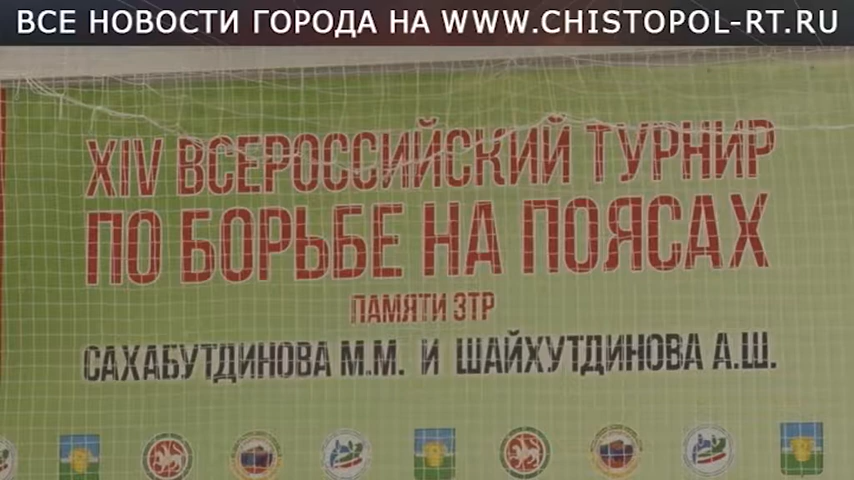 ВСЕ НОВОСТИ ГОРОДА НА WWW.CHISTOPOL-RT.RU
XIV ВСЕРОССИЙСКИЙ ТУРНИР
ПО БОРЬБЕ НА ПОЯСАХ
ПАМЯТИ ЗТР
САХАБУТДИНОВА М.М. И ШАЙХУТДИНОВА А.Ш.